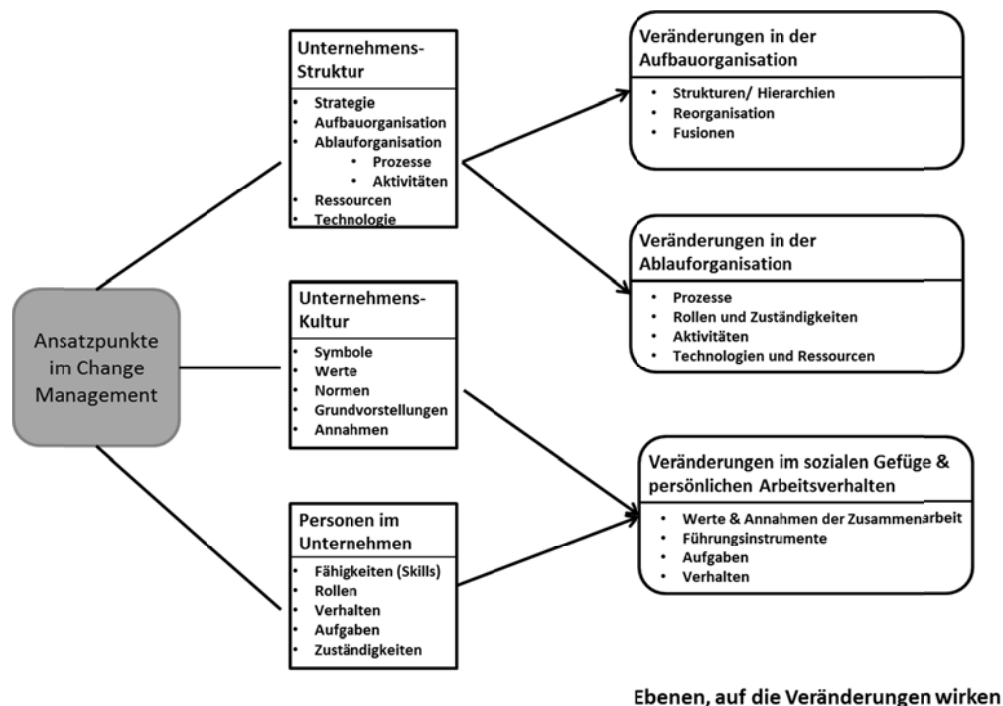 Ansatzpunkte
im Change
Management
Unternehmens-
Struktur
• Strategie
• Aufbauorganisation
• Ablauforganisation
• Prozesse
• Aktivitäten
• Ressourcen
• Technologie
Unternehmens-
Kultur
• Symbole
• Werte
• Normen
• Grundvorstellungen
• Annahmen
Personen im
Unternehmen
• Fähigkeiten (Skills)
• Rollen
• Verhalten
• Aufgaben
• Zuständigkeiten
Veränderungen in der
Aufbauorganisation
• Strukturen/ Hierarchien
• Reorganisation
• Fusionen
Veränderungen in der
Ablauforganisation
• Prozesse
• Rollen und Zuständigkeiten
• Aktivitäten
• Technologien und Ressourcen
Veränderungen im sozialen Gefüge &
persönlichen Arbeitsverhalten
• Werte & Annahmen der Zusammenarbeit
• Führungsinstrumente
• Aufgaben
• Verhalten
Ebenen, auf die Veränderungen wirken